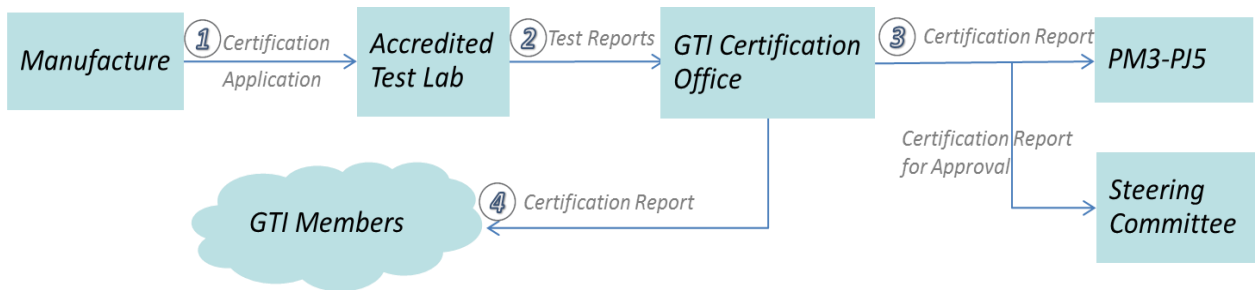 Manufacture
1 Certification
Application
Accredited
Test Lab
2 Test Reports
GTI Certification
Office
3 Certification Report
PM3-PJ5
Certification Report
for Approval
Steering
Committee
4 Certification Report
GTI Members